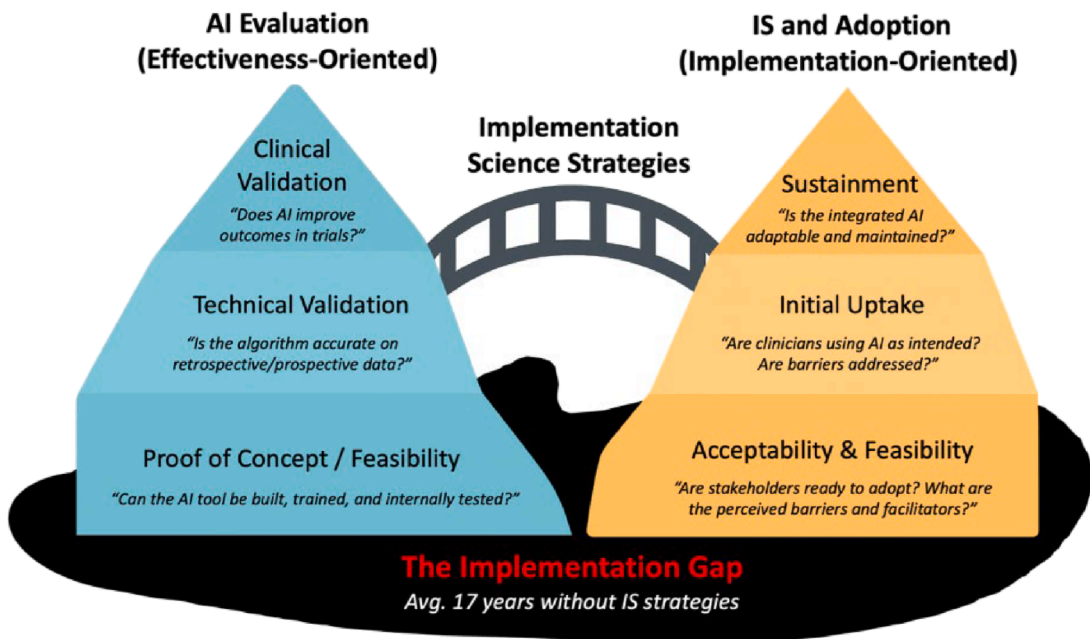 AI Evaluation
(Effectiveness-Oriented)
IS and Adoption
(Implementation-Oriented)
Implementation
Science Strategies
Clinical
Validation
“Does AI improve
outcomes in trials?”
Technical Validation
“Is the algorithm accurate on
retrospective/prospective data?”
Proof of Concept / Feasibility
“Can the AI tool be built, trained, and internally tested?”
Sustainment
“Is the integrated AI
adaptable and maintained?”
Initial Uptake
“Are clinicians using AI as intended?
Are barriers addressed?”
Acceptability & Feasibility
“Are stakeholders ready to adopt? What are
the perceived barriers and facilitators?”
The Implementation Gap
Avg. 17 years without IS strategies